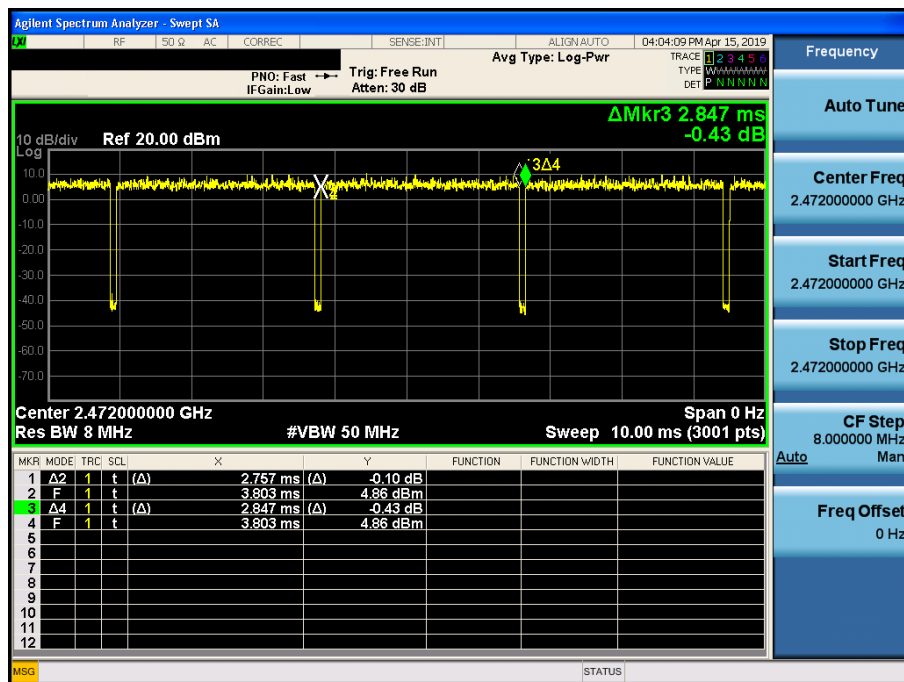 Agilent Spectrum Analyzer - Swept SA
LXI RF 50 Ω AC CORREC SENSE:INT ALIGN AUTO 04:04:09 PM Apr 15, 2019
Frequency
Avg Type: Log-Pwr
TRACE 1 2 3 4 5 6
PNO: Fast Trig: Free Run
TYPE W
IFGain:Low Atten: 30 dB
DET P N N N N N
Auto Tune
ΔMkr3 2.847 ms
-0.43 dB
10 dB/div Ref 20.00 dBm
Log
10.0
0.00
-10.0
-20.0
-30.0
-40.0
-50.0
-60.0
-70.0
3Δ4
Center Freq
2.472000000 GHz
Start Freq
2.472000000 GHz
Stop Freq
2.472000000 GHz
Center 2.472000000 GHz Span 0 Hz
Res BW 8 MHz #VBW 50 MHz Sweep 10.00 ms (3001 pts)
CF Step
8.000000 MHz
Auto Man
MKR MODE TRC SCL X Y FUNCTION FUNCTION WIDTH FUNCTION VALUE
1 Δ2 1 t (Δ) 2.757 ms (Δ) -0.10 dB
2 F 1 t 3.803 ms 4.86 dBm
3 Δ4 1 t (Δ) 2.847 ms (Δ) -0.43 dB
4 F 1 t 3.803 ms 4.86 dBm
5
6
7
8
9
10
11
12
Freq Offset
0 Hz
MSG STATUS